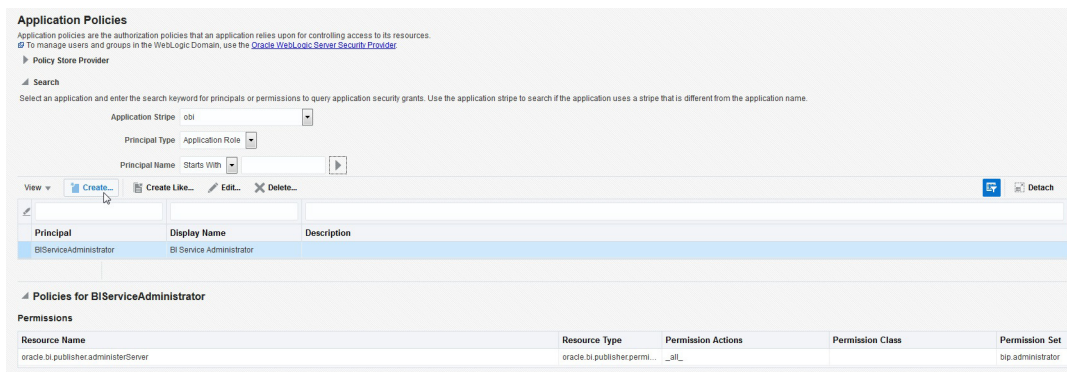 Application Policies
Application policies are the authorization policies that an application relies upon for controlling access to its resources.
To manage users and groups in the WebLogic Domain, use the Oracle WebLogic Server Security Provider.
Policy Store Provider
Search
Select an application and enter the search keyword for principals or permissions to query application security grants. Use the application stripe to search if the application uses a stripe that is different from the application name.
Application Stripe obi
Principal Type Application Role
Principal Name Starts With
View Create... Create Like... Edit... Delete... Detach
Principal Display Name Description
BIServiceAdministrator BI Service Administrator
Policies for BIServiceAdministrator
Permissions
Resource Name Resource Type Permission Actions Permission Class Permission Set
oracle.bi.publisher.administerServer oracle.bi.publisher.permi... _all_ bip.administrator